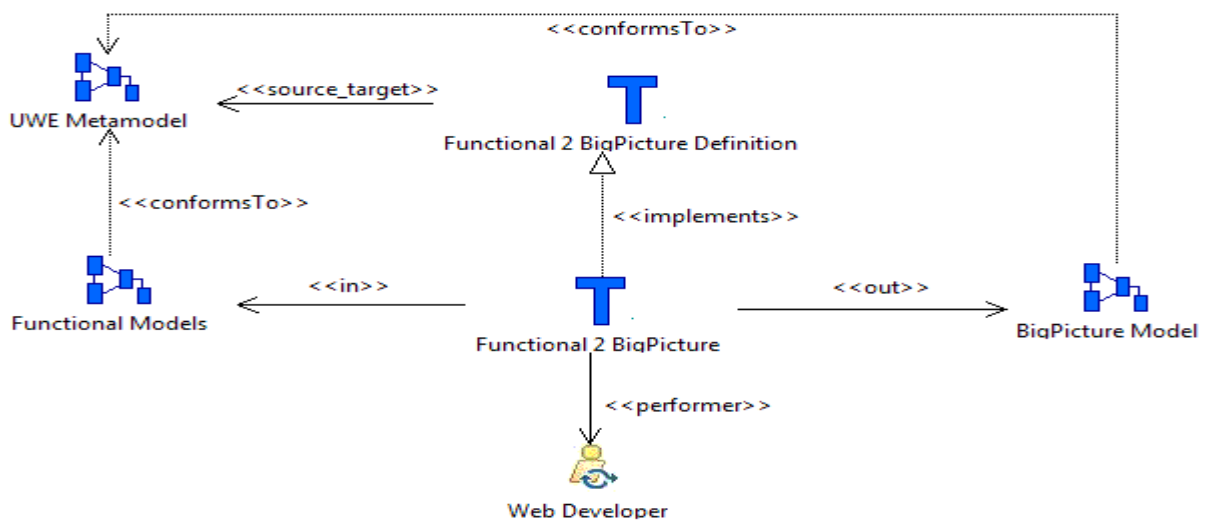 <<conformsTo>>
<<source_target>>
UWE Metamodel
Functional 2 BigPicture Definition
<<conformsTo>>
<<implements>>
<<in>>
<<out>>
Functional Models
BigPicture Model
Functional 2 BigPicture
<<performer>>
Web Developer